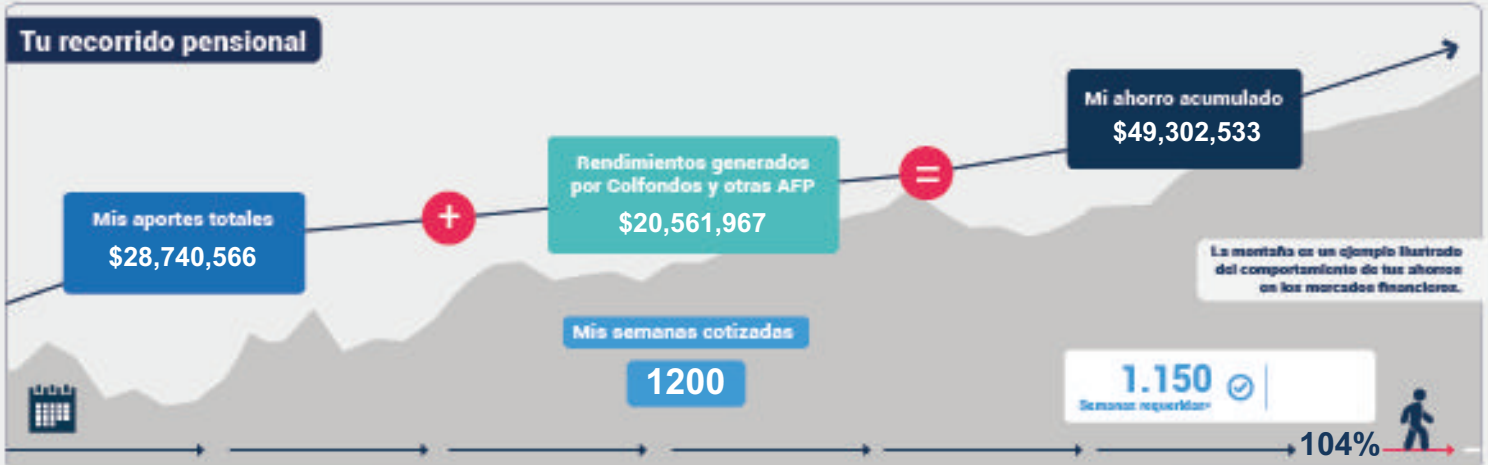 Tu recorrido pensional
Mi ahorro acumulado
$49,302,533
Rendimientos generados
por Colfondos y otras AFP
$20,561,967
=
Mis aportes totales
$28,740,566
+
La montaña es un ejemplo ilustrado
del comportamiento de tus ahorros
en los mercados financieros.
Mis semanas cotizadas
1200
1.150
Semanas requeridas*
104%